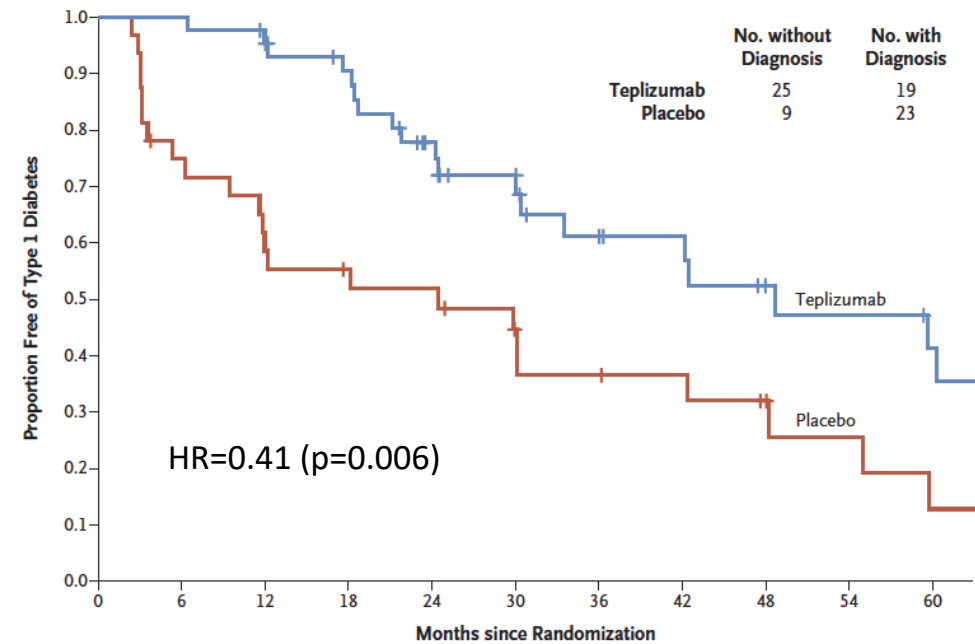 No. without No. with
Diagnosis Diagnosis
Teplizumab 25 19
Placebo 9 23
Proportion Free of Type 1 Diabetes
1.0
0.9
0.8
0.7
0.6
0.5
0.4
0.3
0.2
0.1
0.0
Teplizumab
Placebo
HR=0.41 (p=0.006)
0 6 12 18 24 30 36 42 48 54 60
Months since Randomization